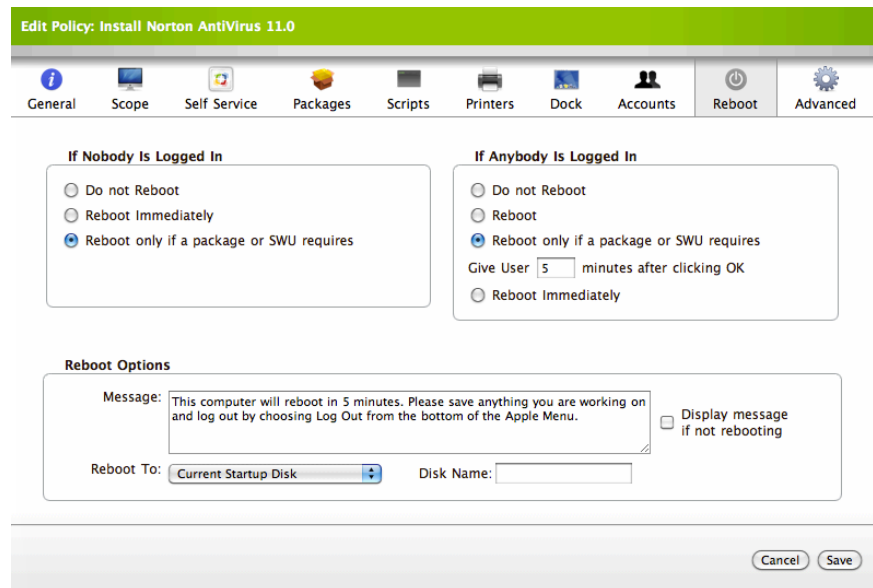 Edit Policy: Install Norton AntiVirus 11.0
General Scope Self Service Packages Scripts Printers Dock Accounts Reboot Advanced
If Nobody Is Logged In
Do not Reboot
Reboot Immediately
Reboot only if a package or SWU requires
If Anybody Is Logged In
Do not Reboot
Reboot
Reboot only if a package or SWU requires
Give User 5 minutes after clicking OK
Reboot Immediately
Reboot Options
Message: This computer will reboot in 5 minutes. Please save anything you are working on
and log out by choosing Log Out from the bottom of the Apple Menu.
Display message
if not rebooting
Reboot To: Current Startup Disk Disk Name:
Cancel Save